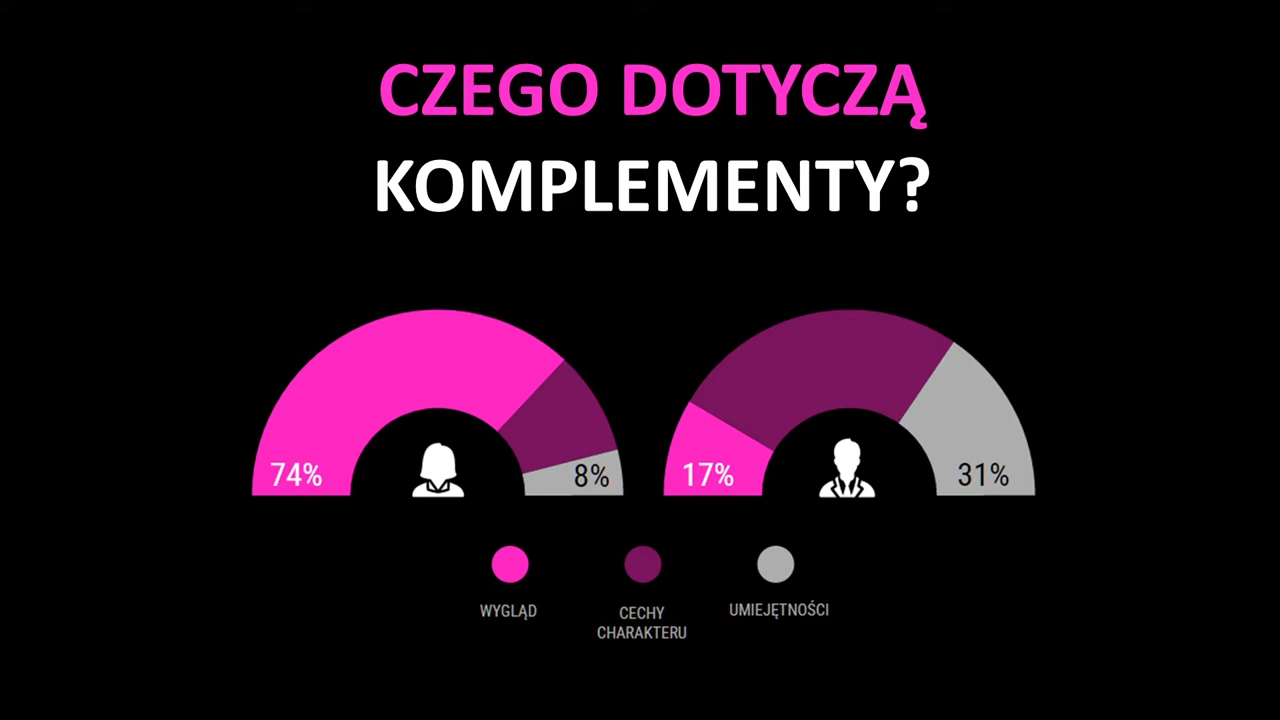 CZEGO DOTYCZĄ
KOMPLEMENTY?
74%
8%
17%
31%
WYGLĄD
CECHY
CHARAKTERU
UMIEJĘTNOŚCI